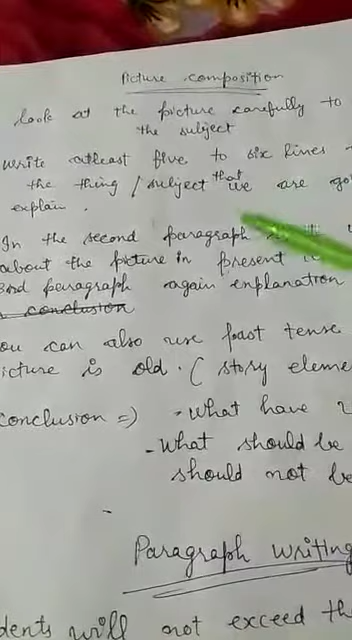 Picture composition
look at the picture carefully to
the subject
write atleast five to six lines
the thing / subject that we are
explain .
In the second paragraph
about the picture in present
3rd paragraph again explanation
conclusion
ou can also use past tense
icture is old. ( story eleme
conclusion => - What have
- What should be
should not be
Paragraph writing
dents will not exceed the